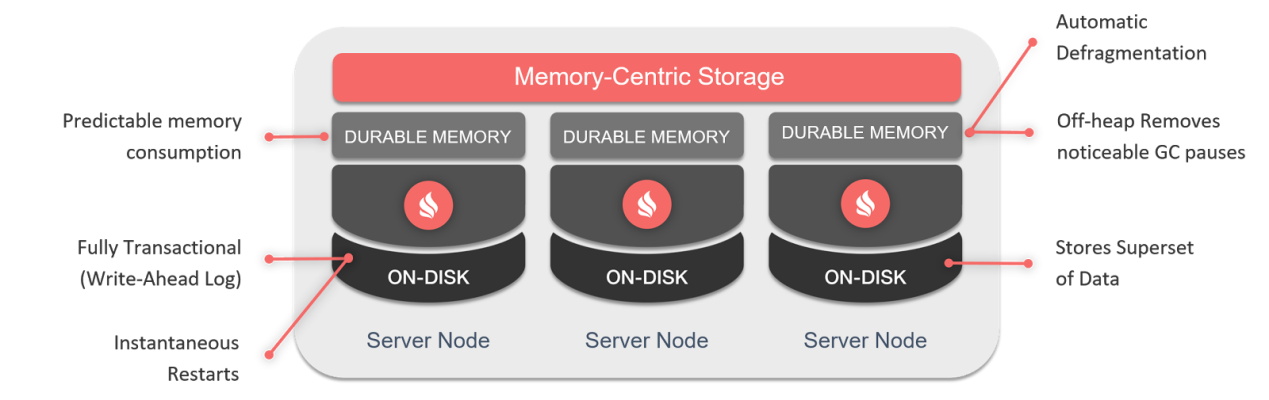 Automatic
Defragmentation
Memory-Centric Storage
Predictable memory
consumption
DURABLE MEMORY
DURABLE MEMORY
DURABLE MEMORY
Off-heap Removes
noticeable GC pauses
Fully Transactional
(Write-Ahead Log)
ON-DISK
ON-DISK
ON-DISK
Stores Superset
of Data
Instantaneous
Restarts
Server Node
Server Node
Server Node